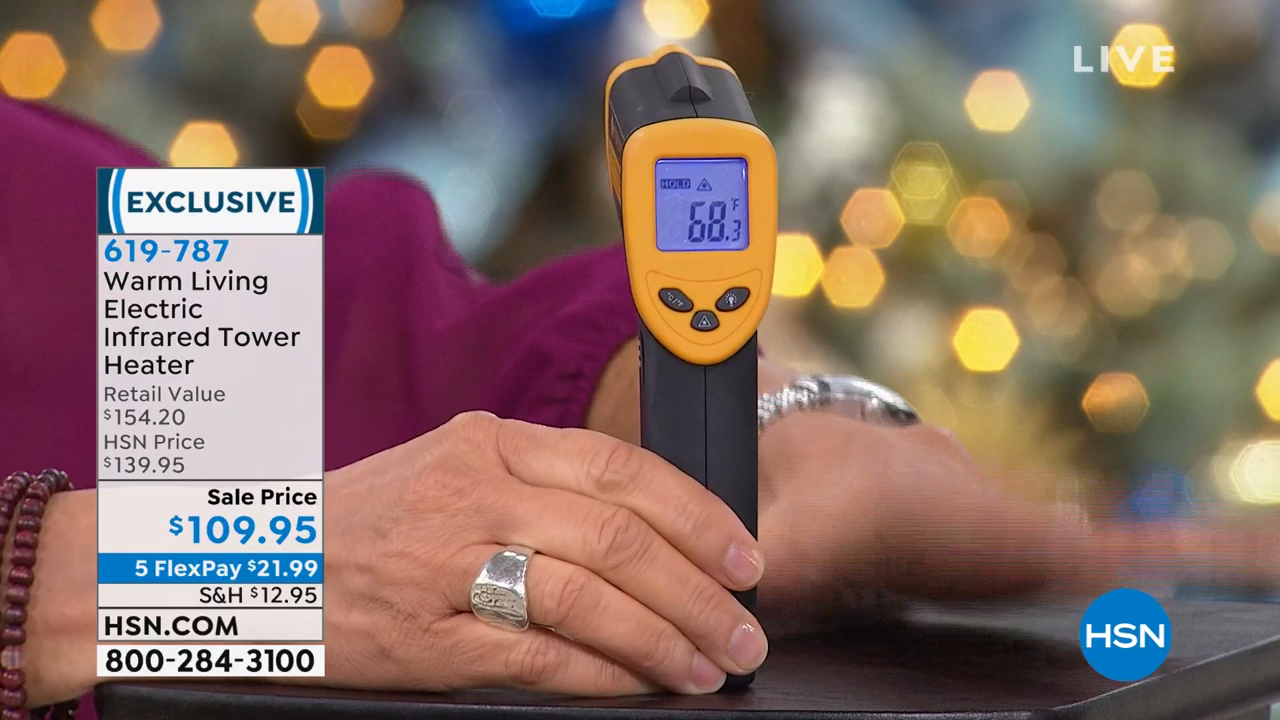 LIVE
EXCLUSIVE
619-787
Warm Living
Electric
Infrared Tower
Heater
Retail Value
$154.20
HSN Price
$139.95
Sale Price
$109.95
5 FlexPay $21.99
S&H $12.95
HSN.COM
800-284-3100
HOLD
68.3 °F
°C/°F
HSN